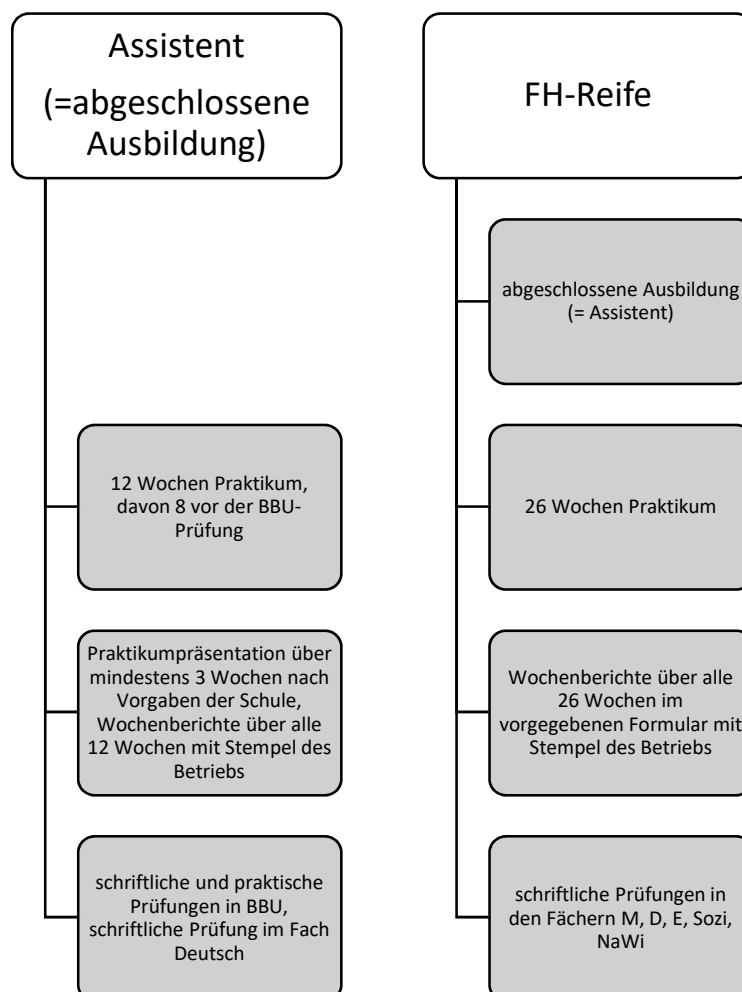 Assistent
(=abgeschlossene
Ausbildung)
12 Wochen Praktikum,
davon 8 vor der BBU-
Prüfung
Praktikumpräsentation über
mindestens 3 Wochen nach
Vorgaben der Schule,
Wochenberichte über alle
12 Wochen mit Stempel des
Betriebs
schriftliche und praktische
Prüfungen in BBU,
schriftliche Prüfung im Fach
Deutsch
FH-Reife
abgeschlossene Ausbildung
(= Assistent)
26 Wochen Praktikum
Wochenberichte über alle
26 Wochen im
vorgegebenen Formular mit
Stempel des Betriebs
schriftliche Prüfungen in
den Fächern M, D, E, Sozi,
NaWi